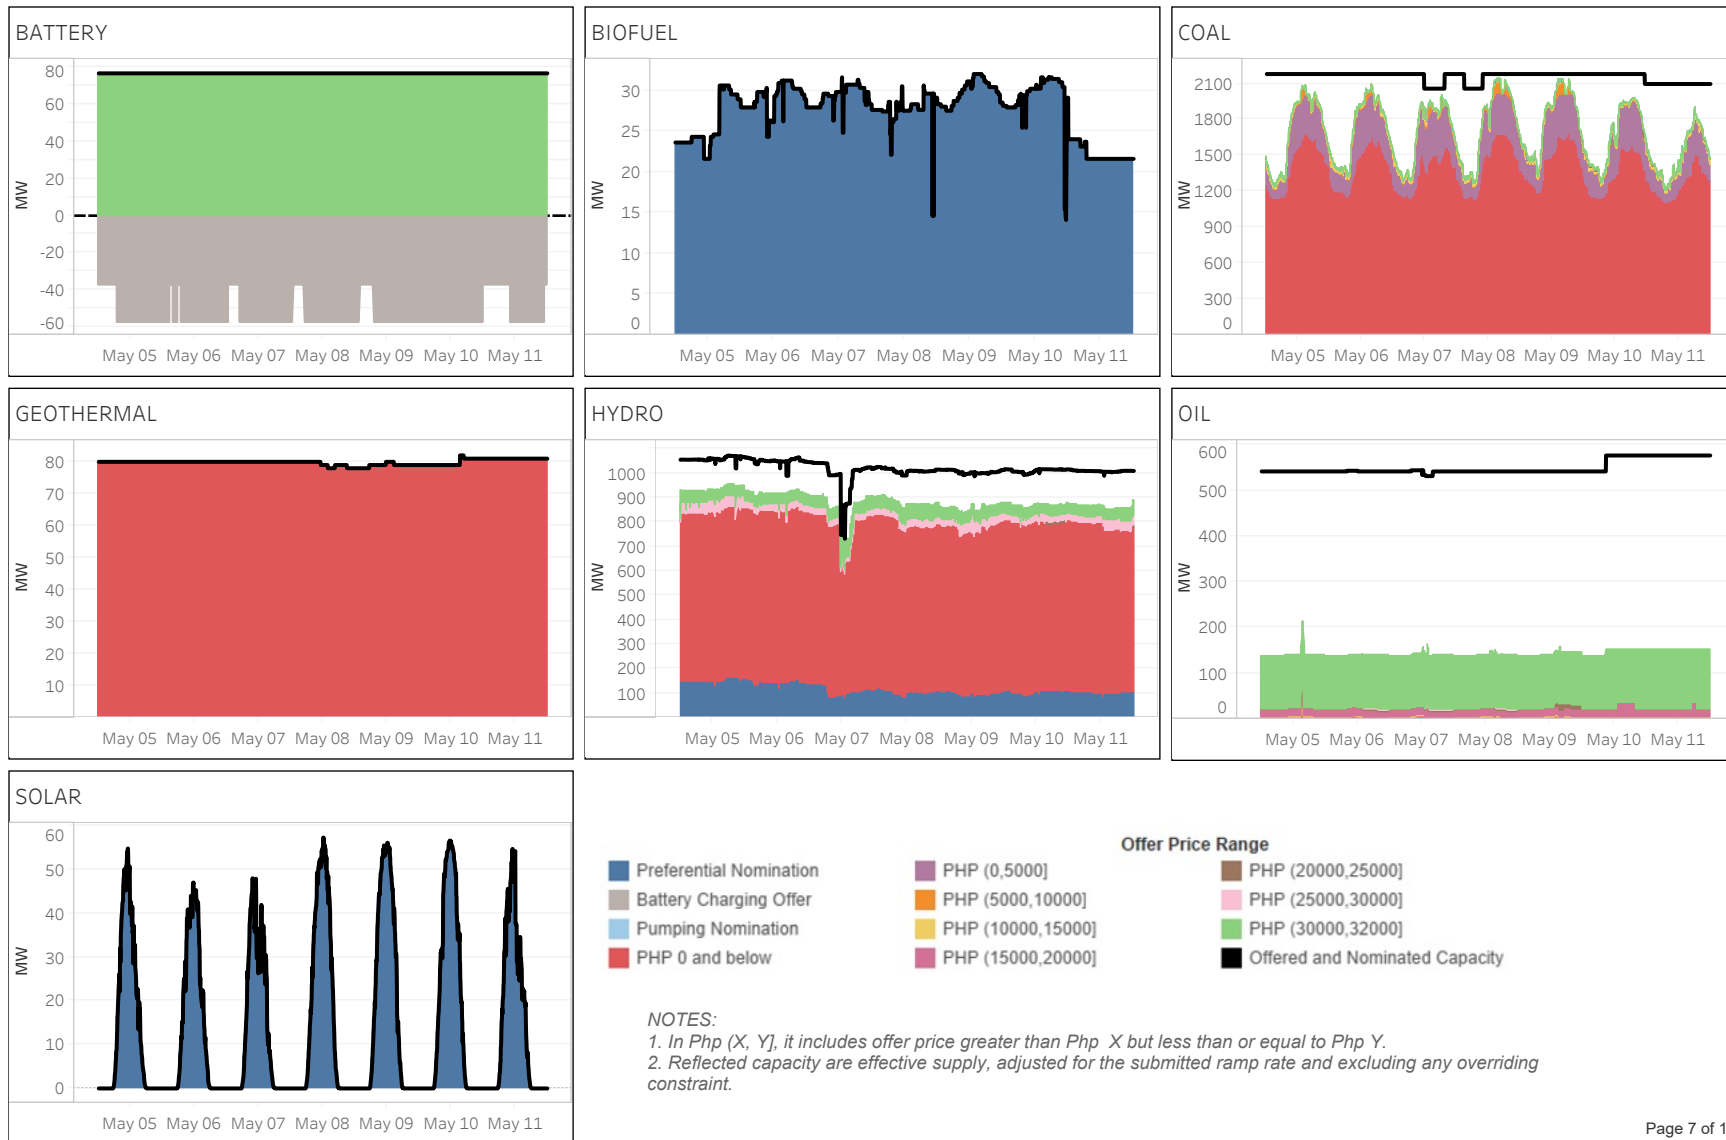 BATTERY
80
60
40
20
0
-20
-40
-60
MW
May 05 May 06 May 07 May 08 May 09 May 10 May 11
BIOFUEL
30
25
20
15
10
5
0
MW
May 05 May 06 May 07 May 08 May 09 May 10 May 11
COAL
2100
1800
1500
1200
900
600
300
0
MW
May 05 May 06 May 07 May 08 May 09 May 10 May 11
GEOTHERMAL
80
70
60
50
40
30
20
10
MW
May 05 May 06 May 07 May 08 May 09 May 10 May 11
HYDRO
1000
900
800
700
600
500
400
300
200
100
MW
May 05 May 06 May 07 May 08 May 09 May 10 May 11
OIL
600
500
400
300
200
100
0
MW
May 05 May 06 May 07 May 08 May 09 May 10 May 11
SOLAR
60
50
40
30
20
10
0
MW
May 05 May 06 May 07 May 08 May 09 May 10 May 11
Offer Price Range
Preferential Nomination
Battery Charging Offer
Pumping Nomination
PHP 0 and below
PHP (0,5000]
PHP (5000,10000]
PHP (10000,15000]
PHP (15000,20000]
PHP (20000,25000]
PHP (25000,30000]
PHP (30000,32000]
Offered and Nominated Capacity
NOTES:
1. In Php (X, Y], it includes offer price greater than Php X but less than or equal to Php Y.
2. Reflected capacity are effective supply, adjusted for the submitted ramp rate and excluding any overriding
constraint.
Page 7 of 1